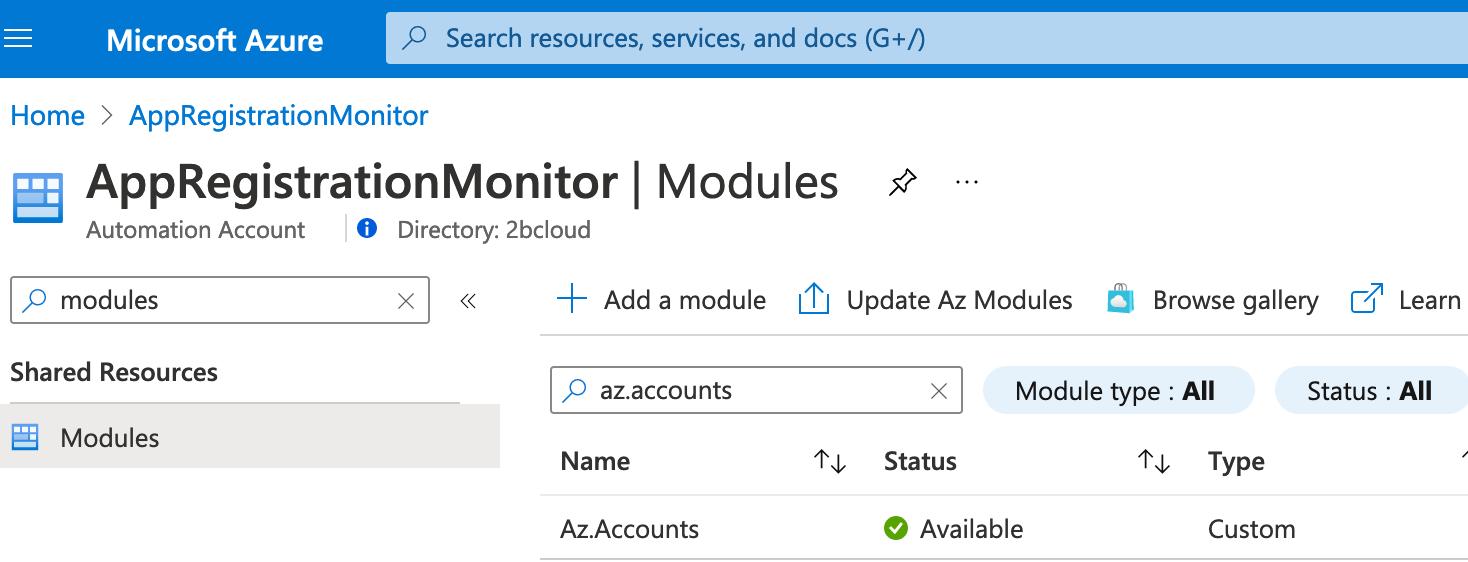 Microsoft Azure
Search resources, services, and docs (G+/)
Home > AppRegistrationMonitor
AppRegistrationMonitor | Modules
Automation Account
Directory: 2bcloud
modules
Add a module
Update Az Modules
Browse gallery
Learn
Shared Resources
Modules
az.accounts
Module type : All
Status : All
Name
Status
Type
Az.Accounts
Available
Custom